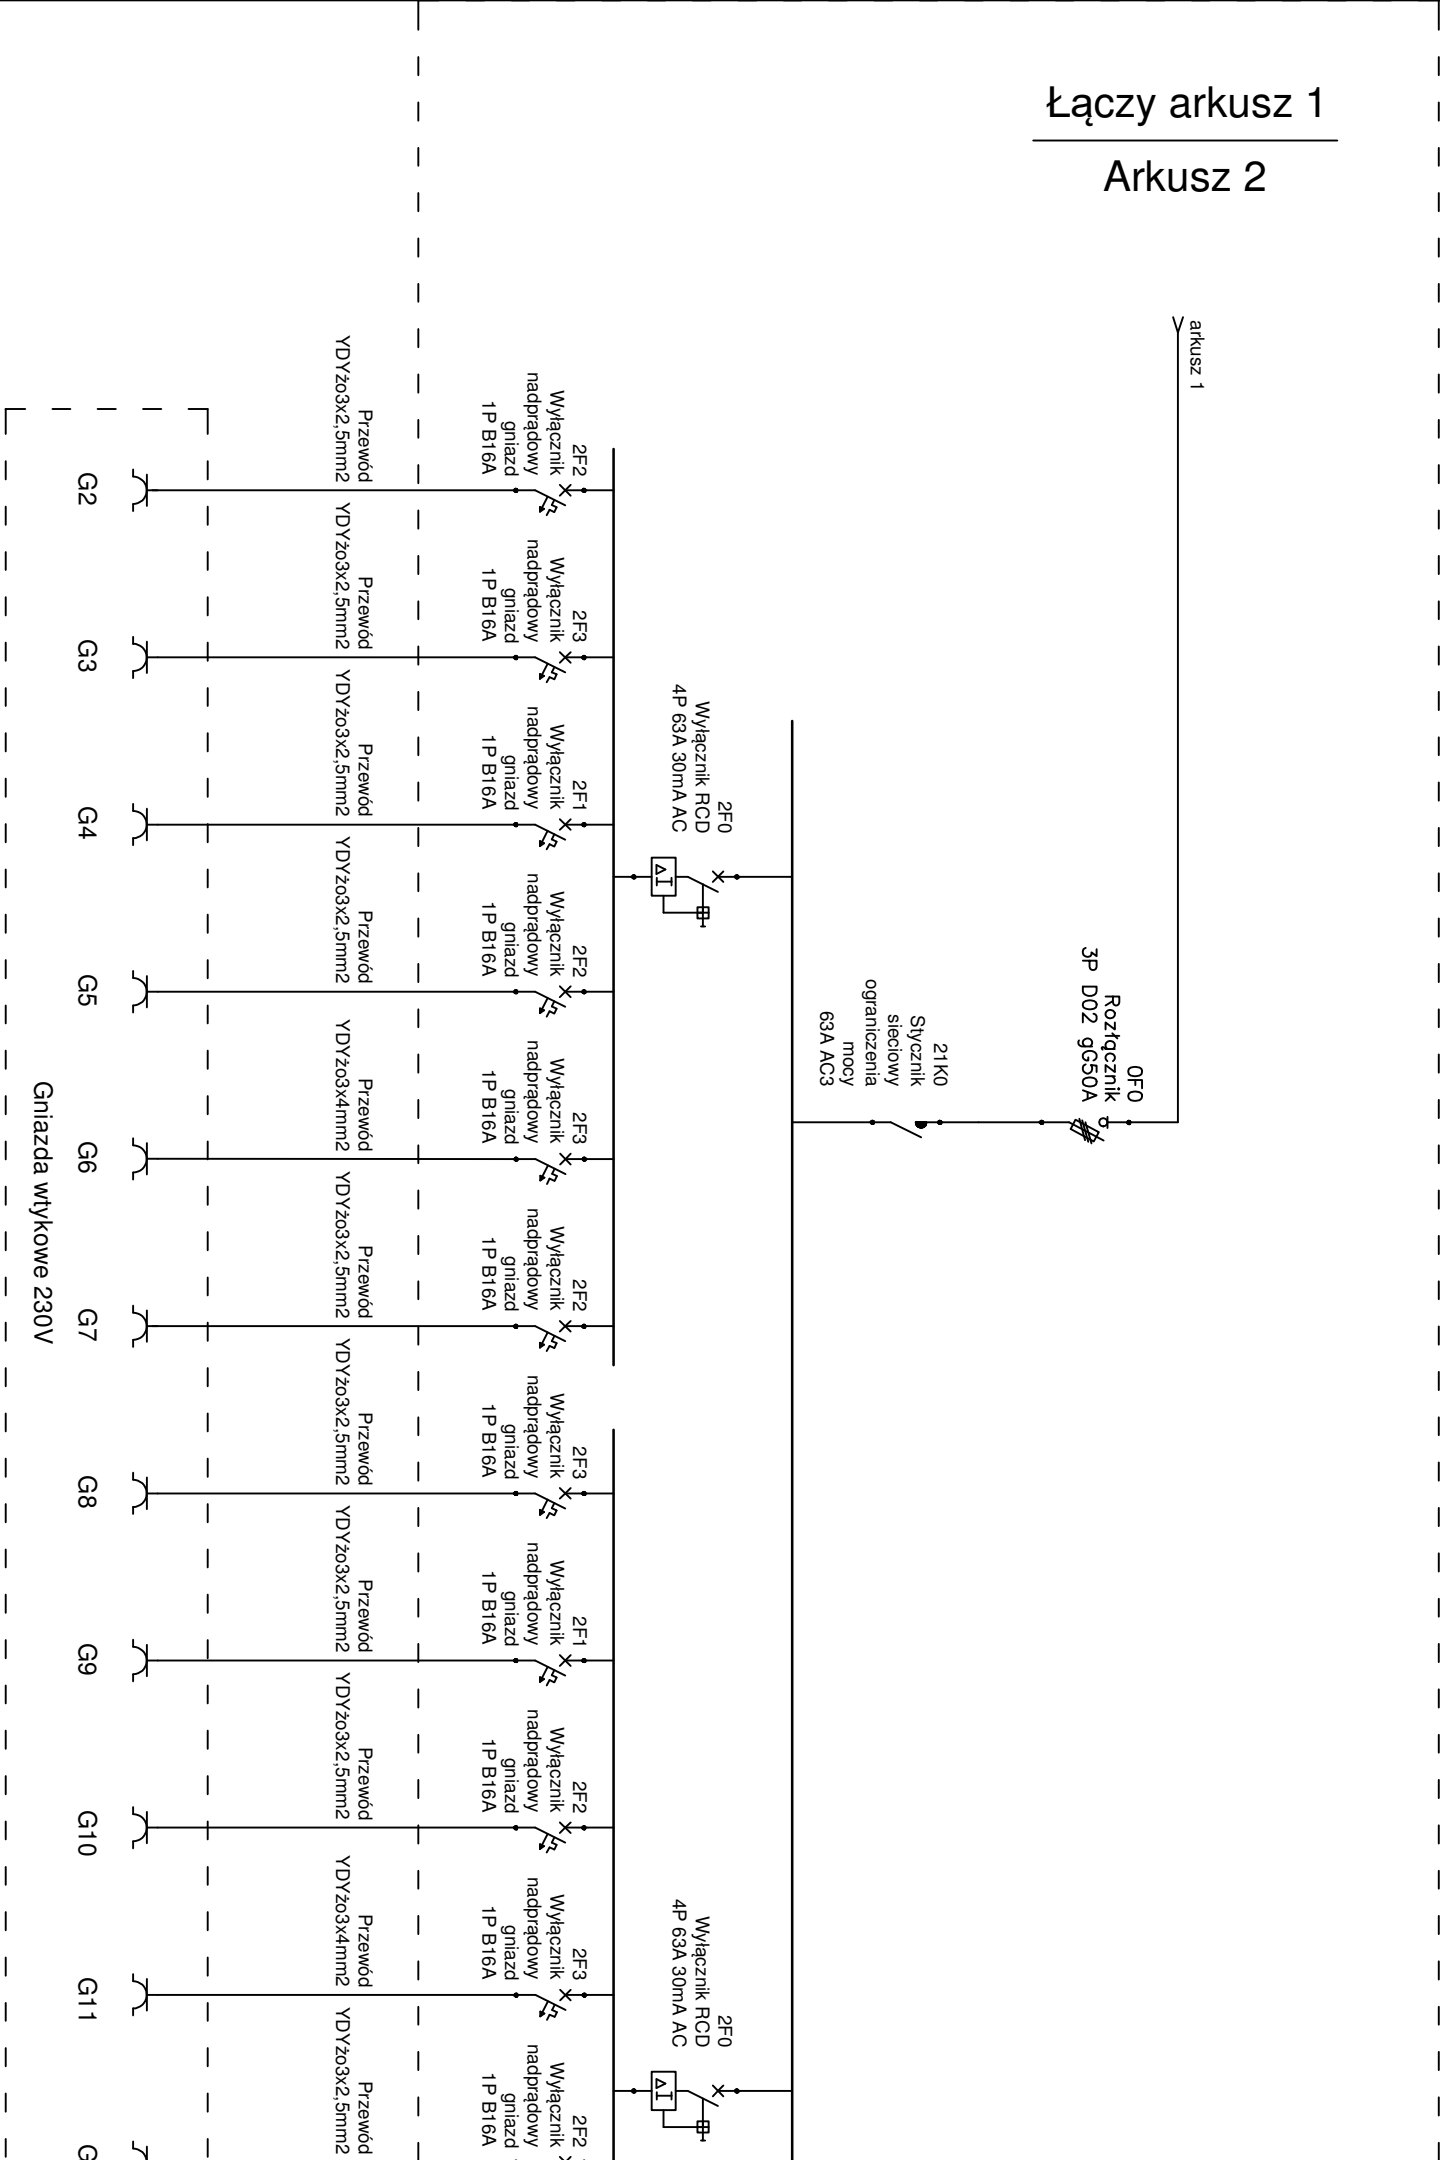 Łączy arkusz 1
Arkusz 2
arkusz 1
0F0
Rozłącznik
3P D02 gG50A
21K0
Stycznik
sieciowy
ograniczenia
mocy
63A AC3
2F0
Wyłącznik RCD
4P 63A 30mA AC
2F0
Wyłącznik RCD
4P 63A 30mA AC
2F2
Wyłącznik
nadprądowy
gniazd
1P B16A
Przewód
YDYżo3x2,5mm2
G2
2F3
Wyłącznik
nadprądowy
gniazd
1P B16A
Przewód
YDYżo3x2,5mm2
G3
2F1
Wyłącznik
nadprądowy
gniazd
1P B16A
Przewód
YDYżo3x2,5mm2
G4
2F2
Wyłącznik
nadprądowy
gniazd
1P B16A
Przewód
YDYżo3x2,5mm2
G5
2F3
Wyłącznik
nadprądowy
gniazd
1P B16A
Przewód
YDYżo3x4mm2
G6
2F2
Wyłącznik
nadprądowy
gniazd
1P B16A
Przewód
YDYżo3x2,5mm2
G7
2F3
Wyłącznik
nadprądowy
gniazd
1P B16A
Przewód
YDYżo3x2,5mm2
G8
2F1
Wyłącznik
nadprądowy
gniazd
1P B16A
Przewód
YDYżo3x2,5mm2
G9
2F2
Wyłącznik
nadprądowy
gniazd
1P B16A
Przewód
YDYżo3x2,5mm2
G10
2F3
Wyłącznik
nadprądowy
gniazd
1P B16A
Przewód
YDYżo3x4mm2
G11
2F2
Wyłącznik
nadprądowy
gniazd
1P B16A
Przewód
YDYżo3x2,5mm2
Gniazda wtykowe 230V